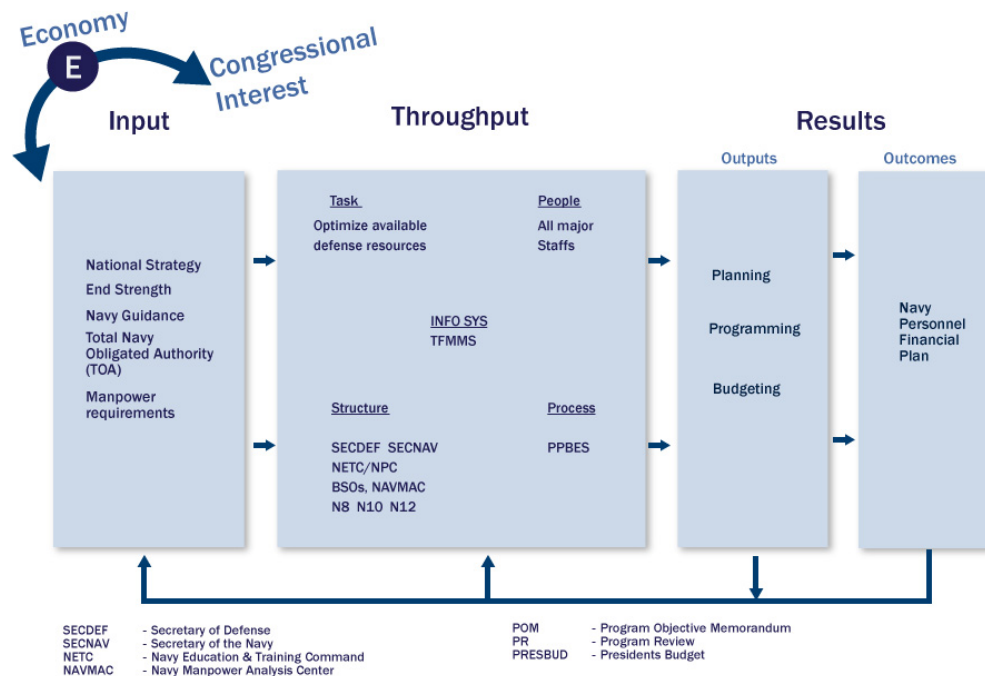 Economy
E
Congressional
Interest
Input
Throughput
Results
Outputs
Outcomes
National Strategy
End Strength
Navy Guidance
Total Navy
Obligated Authority
(TOA)
Manpower
requirements
Task
Optimize available
defense resources
People
All major
Staffs
INFO SYS
TFMMS
Structure
SECDEF SECNAV
NETC/NPC
BSOs, NAVMAC
N8 N10 N12
Process
PPBES
Planning
Programming
Budgeting
Navy
Personnel
Financial
Plan
SECDEF - Secretary of Defense
SECNAV - Secretary of the Navy
NETC - Navy Education & Training Command
NAVMAC - Navy Manpower Analysis Center
POM - Program Objective Memorandum
PR - Program Review
PRESBUD - Presidents Budget